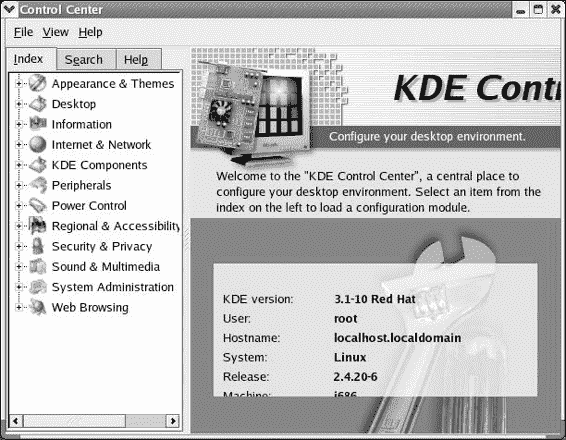 Control Center
File View Help
Index Search Help
Appearance & Themes
Desktop
Information
Internet & Network
KDE Components
Peripherals
Power Control
Regional & Accessibility
Security & Privacy
Sound & Multimedia
System Administration
Web Browsing
KDE Contr
Configure your desktop environment.
Welcome to the "KDE Control Center", a central place to
configure your desktop environment. Select an item from the
index on the left to load a configuration module.
KDE version: 3.1-10 Red Hat
User: root
Hostname: localhost.localdomain
System: Linux
Release: 2.4.20-6
Machine: i686